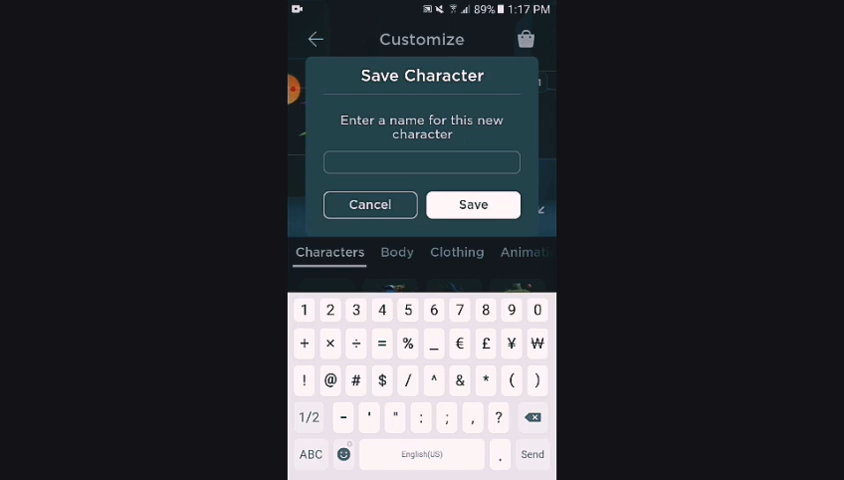 89% 1:17 PM
Customize
Save Character
Enter a name for this new
character
Cancel Save
Characters Body Clothing Animati
1 2 3 4 5 6 7 8 9 0
+ × ÷ = % _ € £ ¥ ₩
! @ # $ / ^ & * ( )
1/2 - ' " : ; , ?
ABC English(US) . Send